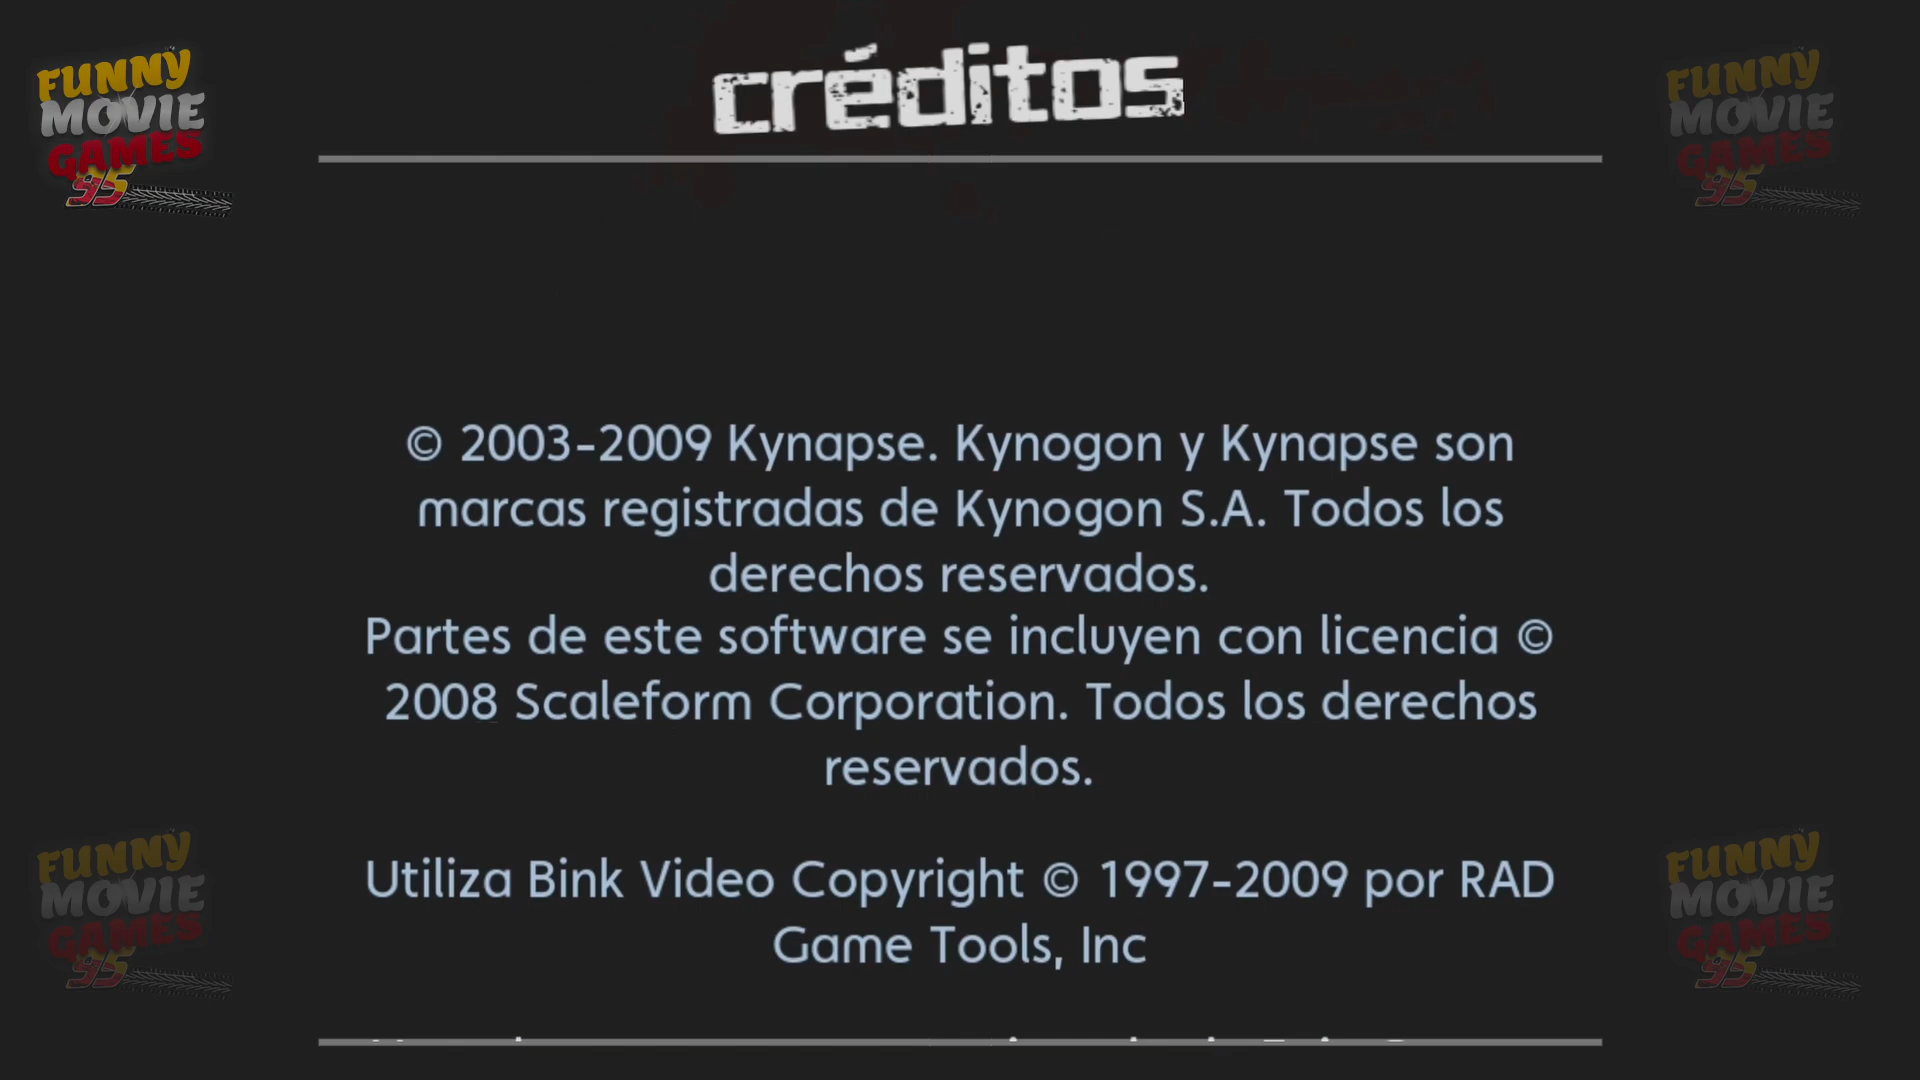 FUNNY
MOVIE
GAMES
95
créditos
FUNNY
MOVIE
GAMES
95
© 2003-2009 Kynapse. Kynogon y Kynapse son
marcas registradas de Kynogon S.A. Todos los
derechos reservados.
Partes de este software se incluyen con licencia ©
2008 Scaleform Corporation. Todos los derechos
reservados.
Utiliza Bink Video Copyright © 1997-2009 por RAD
Game Tools, Inc
FUNNY
MOVIE
GAMES
95
FUNNY
MOVIE
GAMES
95